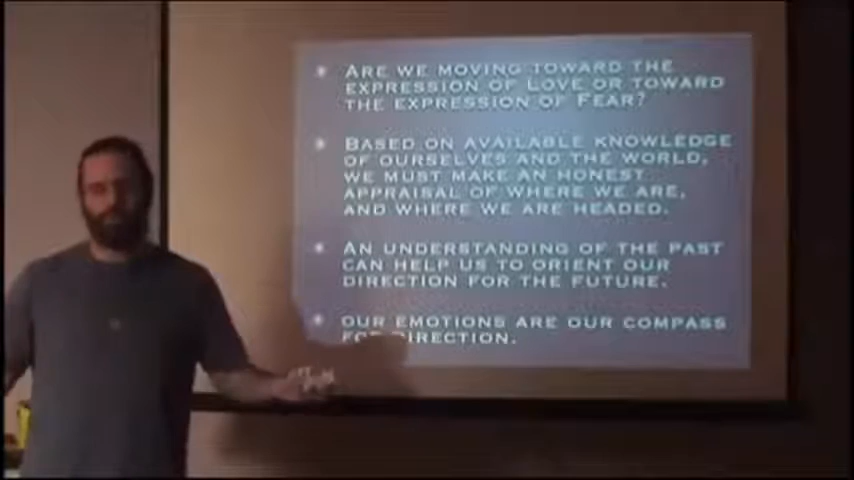 ARE WE MOVING TOWARD THE
EXPRESSION OF LOVE OR TOWARD
THE EXPRESSION OF FEAR?
BASED ON AVAILABLE KNOWLEDGE
OF OURSELVES AND THE WORLD,
WE MUST MAKE AN HONEST
APPRAISAL OF WHERE WE ARE,
AND WHERE WE ARE HEADED.
AN UNDERSTANDING OF THE PAST
CAN HELP US TO ORIENT OUR
DIRECTION FOR THE FUTURE.
OUR EMOTIONS ARE OUR COMPASS
FOR DIRECTION.